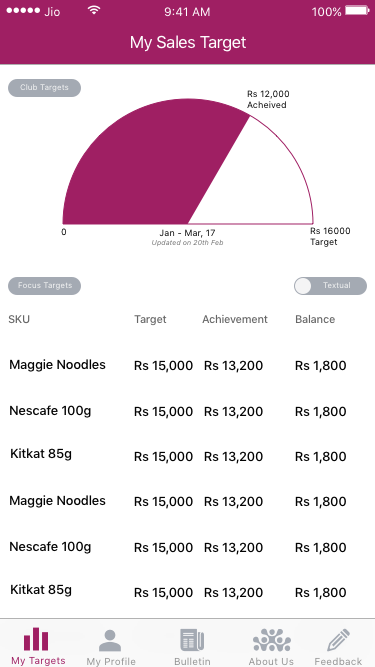 Jio 9:41 AM 100%
My Sales Target
Club Targets
Rs 12,000
Acheived
0
Jan - Mar, 17
Updated on 20th Feb
Rs 16000
Target
Focus Targets
Textual
SKU Target Achievement Balance
Maggie Noodles Rs 15,000 Rs 13,200 Rs 1,800
Nescafe 100g Rs 15,000 Rs 13,200 Rs 1,800
Kitkat 85g Rs 15,000 Rs 13,200 Rs 1,800
Maggie Noodles Rs 15,000 Rs 13,200 Rs 1,800
Nescafe 100g Rs 15,000 Rs 13,200 Rs 1,800
Kitkat 85g Rs 15,000 Rs 13,200 Rs 1,800
My Targets My Profile Bulletin About Us Feedback